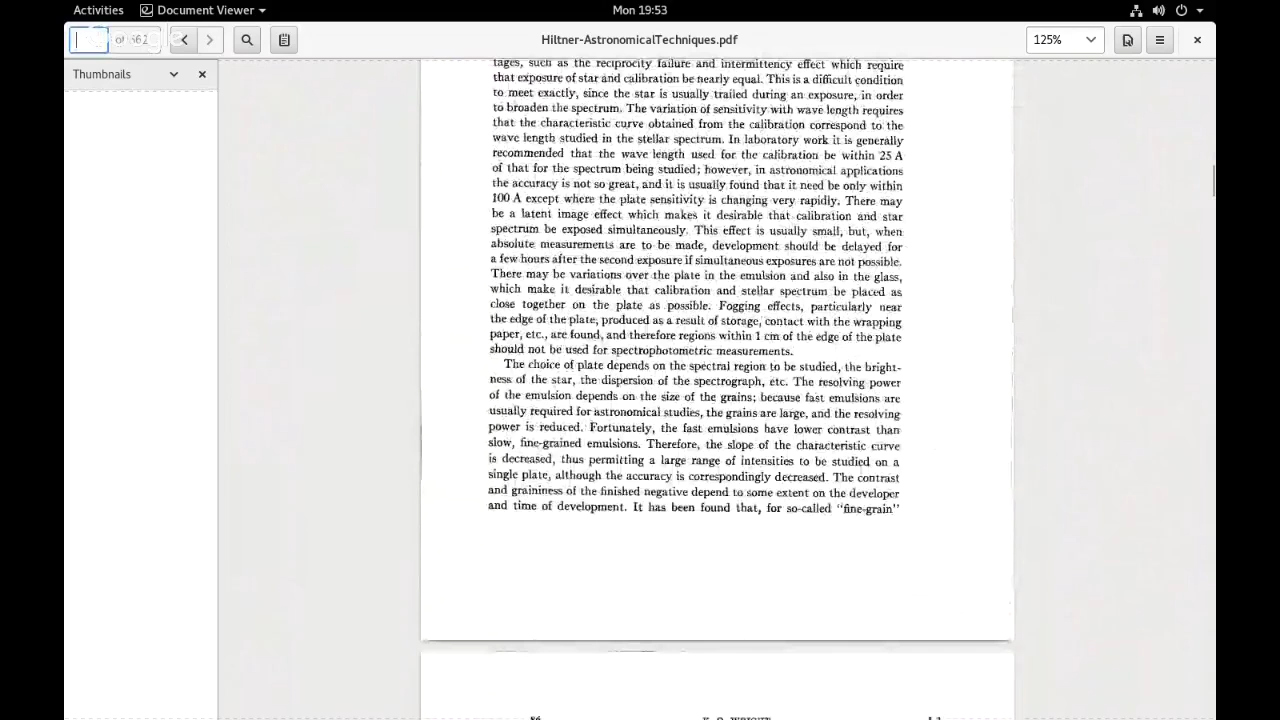 Activities Document Viewer Mon 19:53
of 662 Hiltner-AstronomicalTechniques.pdf 125%
Thumbnails
tages, such as the reciprocity failure and intermittency effect which require
that exposure of star and calibration be nearly equal. This is a difficult condition
to meet exactly, since the star is usually trailed during an exposure, in order
to broaden the spectrum. The variation of sensitivity with wave length requires
that the characteristic curve obtained from the calibration correspond to the
wave length studied in the stellar spectrum. In laboratory work it is generally
recommended that the wave length used for the calibration be within 25 A
of that for the spectrum being studied; however, in astronomical applications
the accuracy is not so great, and it is usually found that it need be only within
100 A except where the plate sensitivity is changing very rapidly. There may
be a latent image effect which makes it desirable that calibration and star
spectrum be exposed simultaneously. This effect is usually small, but, when
absolute measurements are to be made, development should be delayed for
a few hours after the second exposure if simultaneous exposures are not possible.
There may be variations over the plate in the emulsion and also in the glass,
which make it desirable that calibration and stellar spectrum be placed as
close together on the plate as possible. Fogging effects, particularly near
the edge of the plate, produced as a result of storage, contact with the wrapping
paper, etc., are found, and therefore regions within 1 cm of the edge of the plate
should not be used for spectrophotometric measurements.
The choice of plate depends on the spectral region to be studied, the bright-
ness of the star, the dispersion of the spectrograph, etc. The resolving power
of the emulsion depends on the size of the grains; because fast emulsions are
usually required for astronomical studies, the grains are large, and the resolving
power is reduced. Fortunately, the fast emulsions have lower contrast than
slow, fine-grained emulsions. Therefore, the slope of the characteristic curve
is decreased, thus permitting a large range of intensities to be studied on a
single plate, although the accuracy is correspondingly decreased. The contrast
and graininess of the finished negative depend to some extent on the developer
and time of development. It has been found that, for so-called "fine-grain"
86 WRIGHT